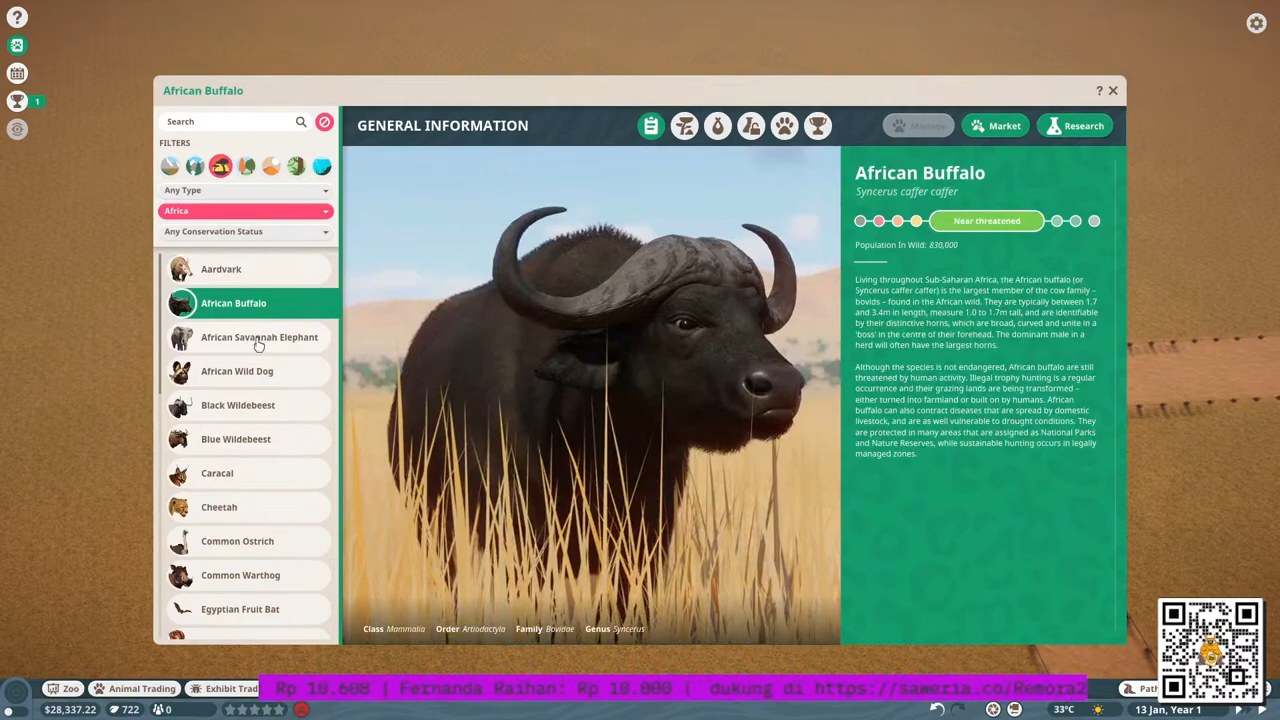 African Buffalo
?
1
Search
FILTERS
Any Type
Africa
Any Conservation Status
Aardvark
African Buffalo
African Savannah Elephant
African Wild Dog
Black Wildebeest
Blue Wildebeest
Caracal
Cheetah
Common Ostrich
Common Warthog
Egyptian Fruit Bat
GENERAL INFORMATION
Manage
Market
Research
African Buffalo
Syncerus caffer caffer
Near threatened
Population In Wild: 830,000
Living throughout Sub-Saharan Africa, the African buffalo (or
Syncerus caffer caffer) is the largest member of the cow family –
bovids – found in the African wild. They are typically between 1.7
and 3.4m in length, measure 1.0 to 1.7m tall, and are identifiable
by their distinctive horns, which are broad, curved and unite in a
'boss' in the centre of their forehead. The dominant male in a
herd will often have the largest horns.
Although the species is not endangered, African buffalo are still
threatened by human activity. Illegal trophy hunting is a regular
occurrence and their grazing lands are being transformed –
either turned into farmland or built on by humans. African
buffalo can also contract diseases that are spread by domestic
livestock, and are as well vulnerable to drought conditions. They
are protected in many areas that are assigned as National Parks
and Nature Reserves, while sustainable hunting occurs in legally
managed zones.
Class Mammalia Order Artiodactyla Family Bovidae Genus Syncerus
Zoo Animal Trading Exhibit Trad
Rp 10.608 | Fernanda Raihan: Rp 10.000 | dukung di https://saweria.co/Remora2
Path
$28,337.22 722 0
33°C 13 Jan, Year 1